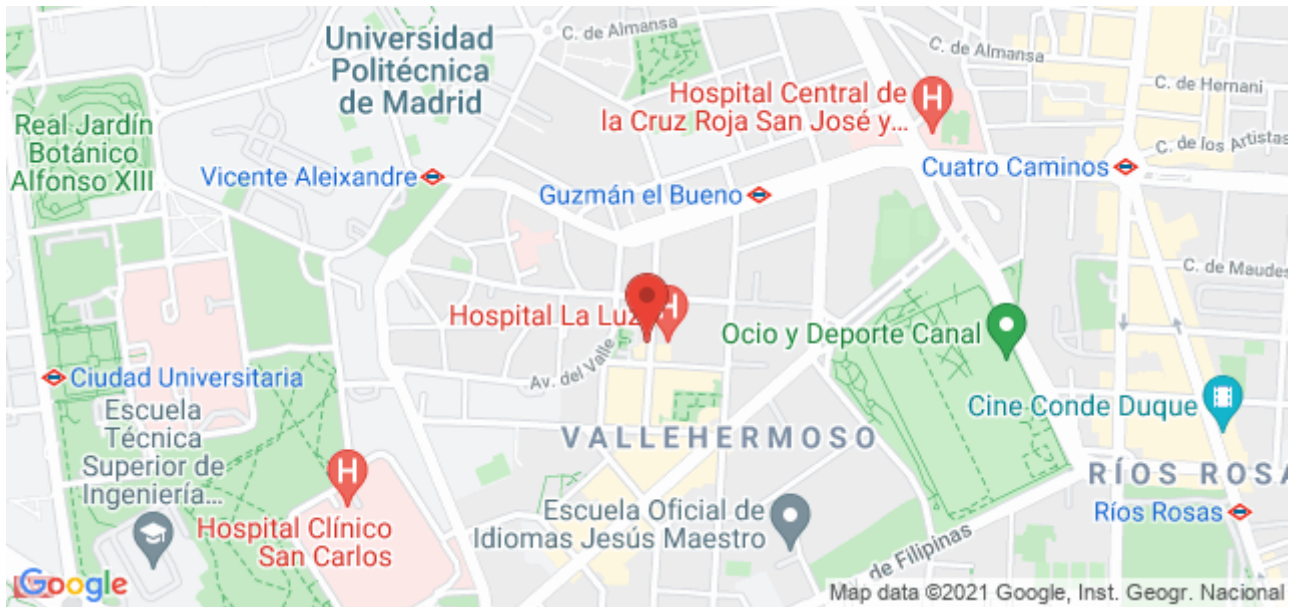 Universidad
Politécnica
de Madrid
C. de Almansa
C. de Almansa
C. de Hernani
Hospital Central de
la Cruz Roja San José y...
H
Real Jardín
Botánico
Alfonso XIII
C. de los Artistas
Vicente Aleixandre
Cuatro Caminos
Guzmán el Bueno
C. de Maudes
Hospital La Luz
H
Ocio y Deporte Canal
Av. del Valle
Ciudad Universitaria
Cine Conde Duque
Escuela
Técnica
Superior de
Ingeniería...
VALLEHERMOSO
H
RÍOS ROSA
Hospital Clínico
San Carlos
Escuela Oficial de
Idiomas Jesús Maestro
Ríos Rosas
de Filipinas
Google
Map data ©2021 Google, Inst. Geogr. Nacional